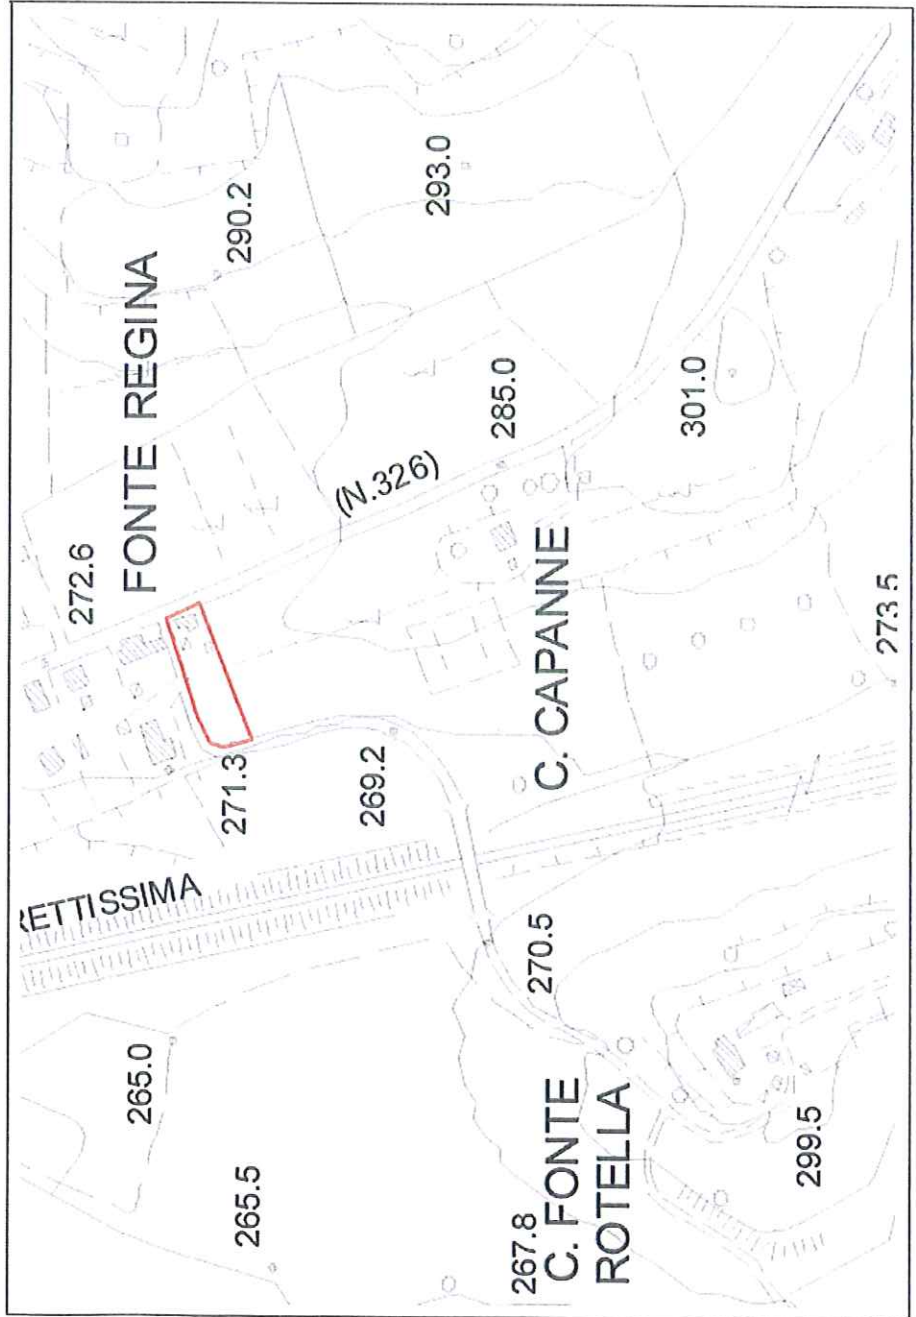 272.6
RETTISSIMA
265.0
FONTE REGINA
271.3
290.2
265.5
269.2
(N.326)
293.0
285.0
267.8
C. FONTE
ROTELLA
270.5
C. CAPANNE
301.0
299.5
273.5